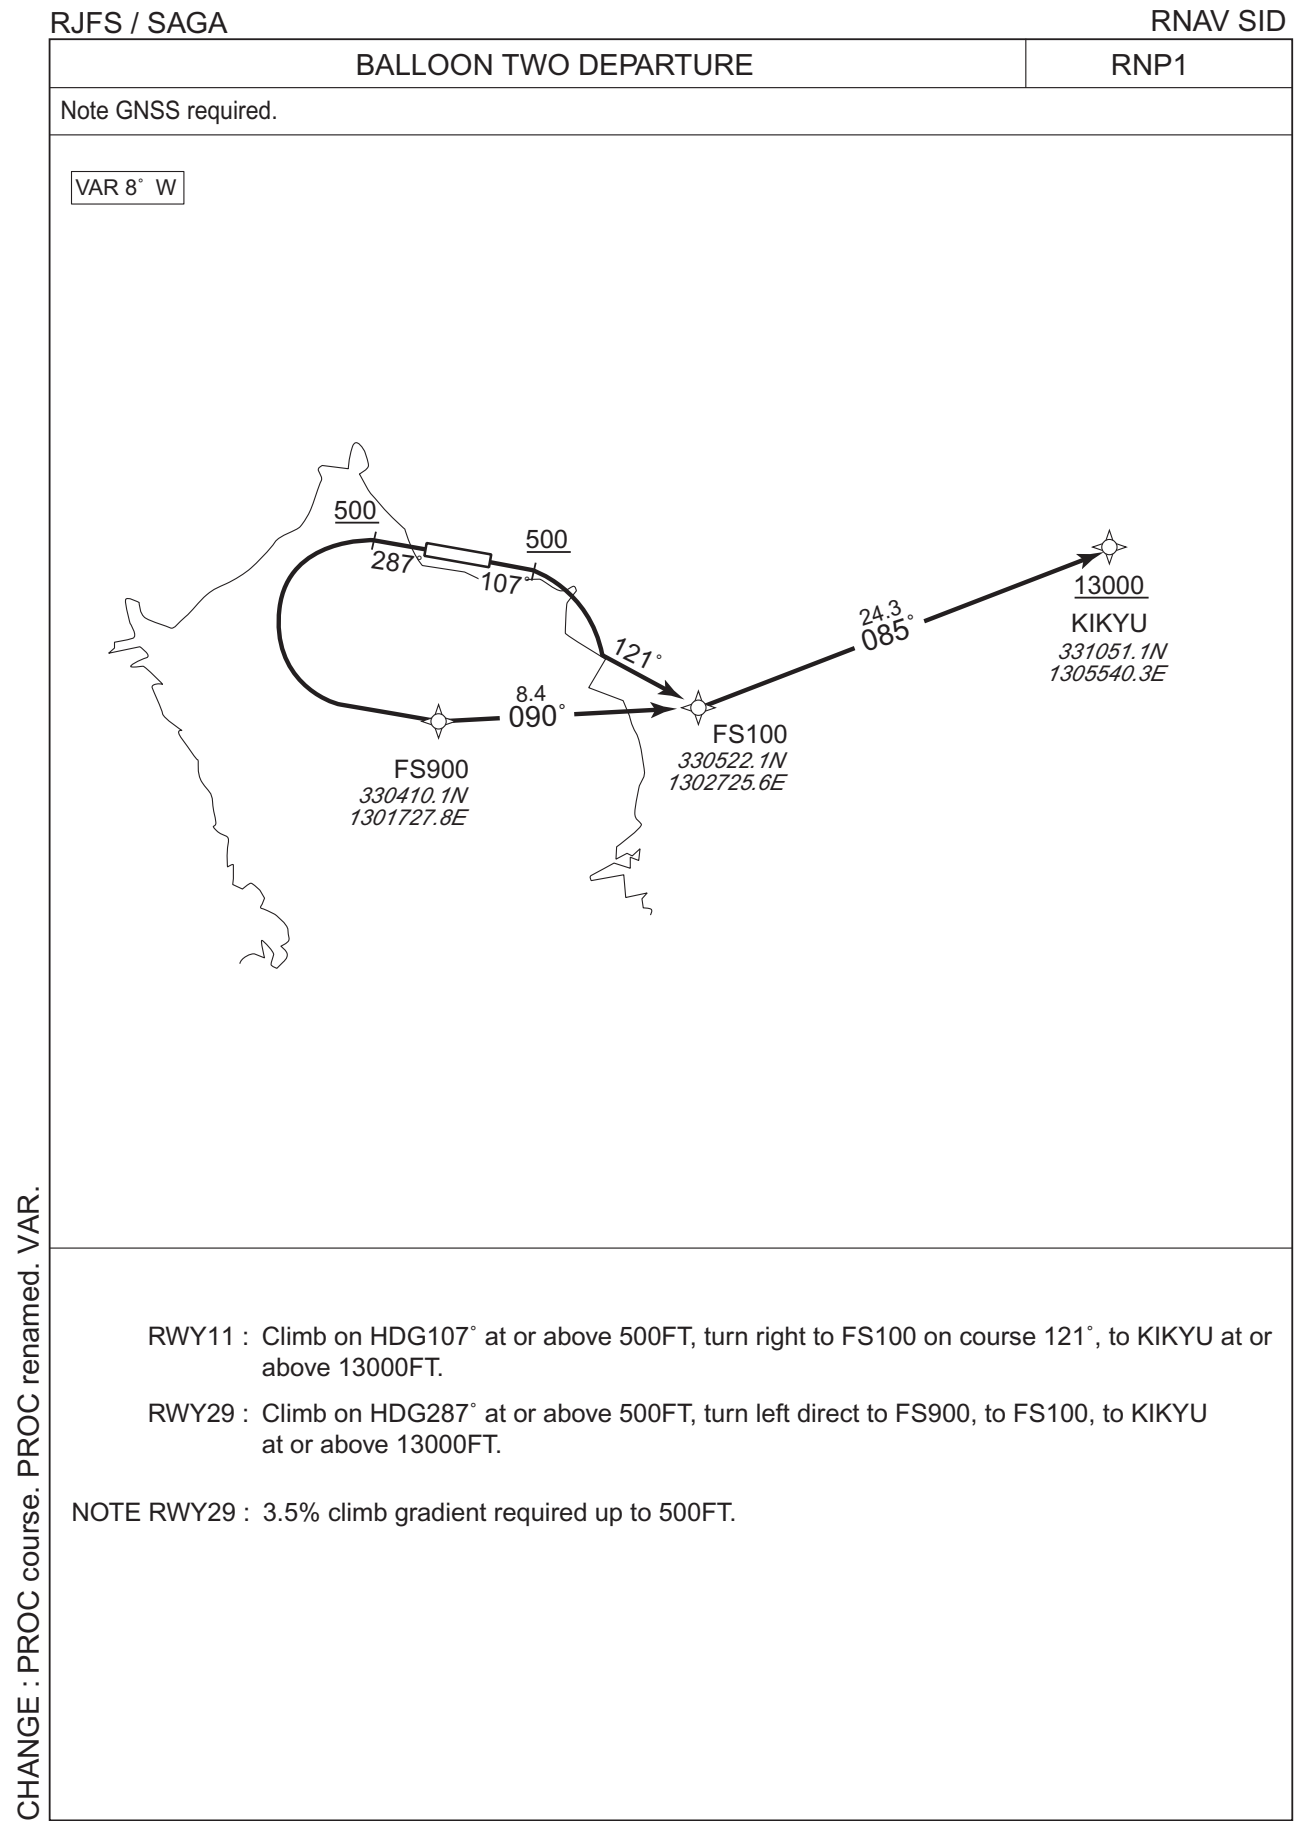 RJFS / SAGA
RNAV SID
BALLOON TWO DEPARTURE
RNP1
Note GNSS required.
VAR 8° W
500
287°
500
107°
121°
24.3
085°
13000
KIKYU
331051.1N
1305540.3E
8.4
090°
FS100
330522.1N
1302725.6E
FS900
330410.1N
1301727.8E
RWY11 : Climb on HDG107° at or above 500FT, turn right to FS100 on course 121°, to KIKYU at or
above 13000FT.
RWY29 : Climb on HDG287° at or above 500FT, turn left direct to FS900, to FS100, to KIKYU
at or above 13000FT.
NOTE RWY29 : 3.5% climb gradient required up to 500FT.
CHANGE : PROC course. PROC renamed. VAR.